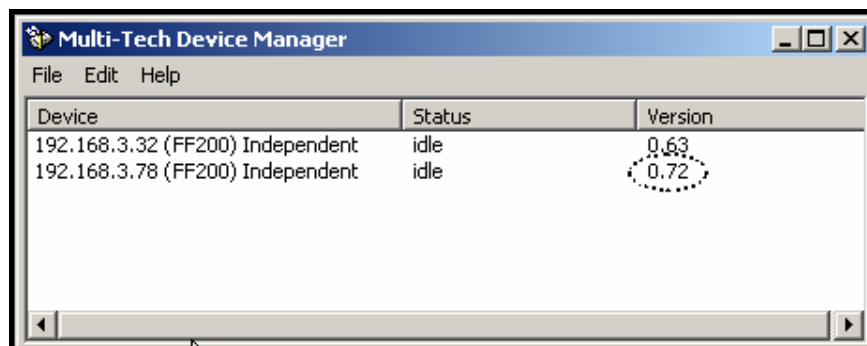 Multi-Tech Device Manager
File Edit Help
Device Status Version
192.168.3.32 (FF200) Independent idle 0.63
192.168.3.78 (FF200) Independent idle 0.72